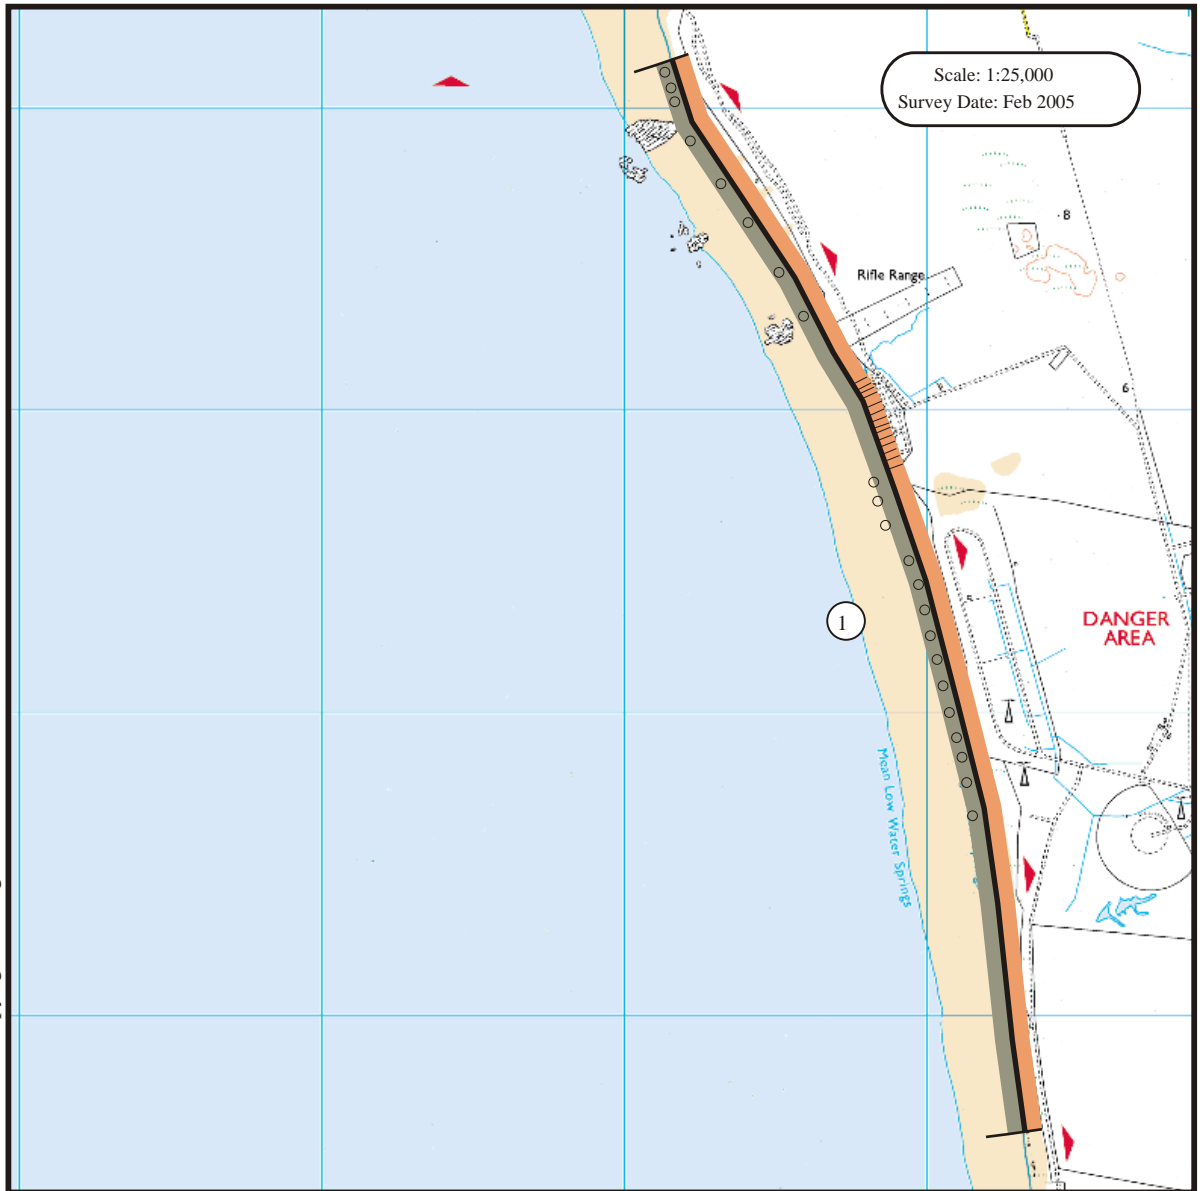 Scale: 1:25,000
Survey Date: Feb 2005
8
Rifle Range
6
1
DANGER
AREA
Mean Low Water Springs